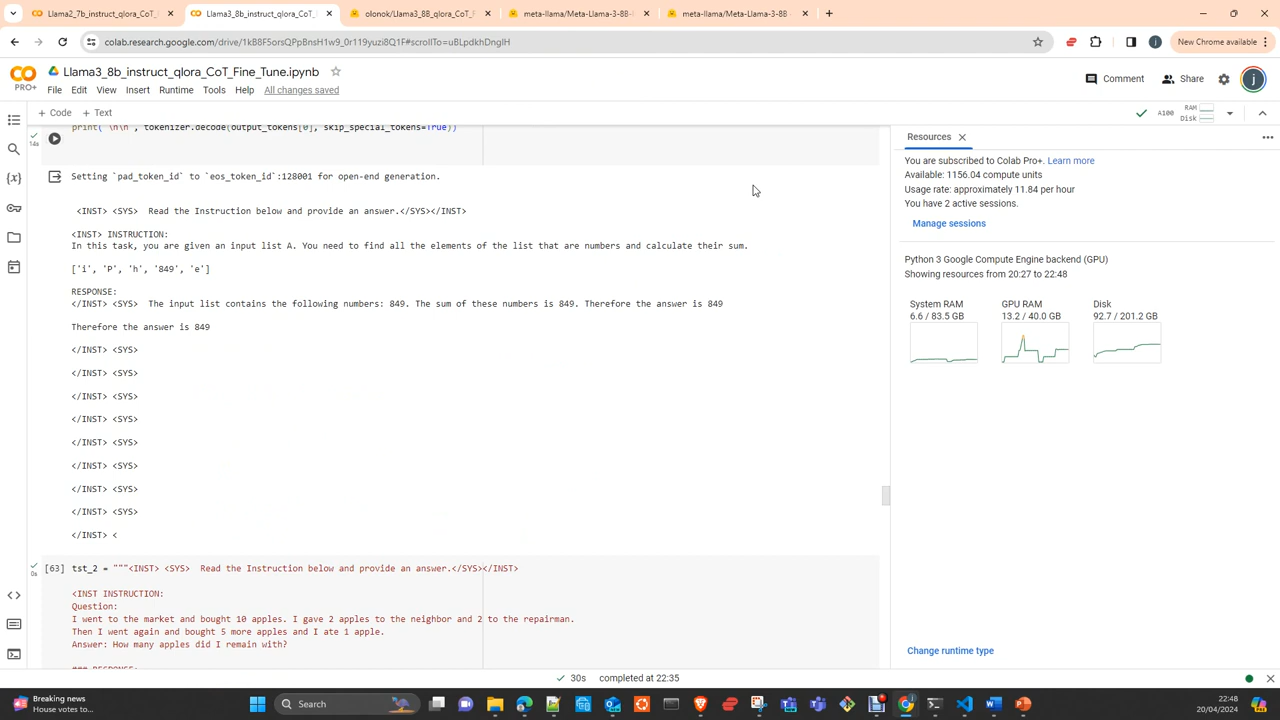 Llama2_7b_instruct_qlora_CoT_F
Llama3_8b_instruct_qlora_CoT_F
olonok/Llama3_8B_qlora_CoT_F
meta-llama/Meta-Llama-3-8B-I
meta-llama/Meta-Llama-3-8B
colab.research.google.com/drive/1kB8F5orsQPpBnsH1w9_0r119yuzi8Q1F#scrollTo=uBLpdkhDnglH
New Chrome available
Llama3_8b_instruct_qlora_CoT_Fine_Tune.ipynb
PRO+
File Edit View Insert Runtime Tools Help All changes saved
Comment Share
+ Code + Text
A100 RAM Disk
print("\n\n", tokenizer.decode(output_tokens[0], skip_special_tokens=True))
14s
Setting `pad_token_id` to `eos_token_id`:128001 for open-end generation.
<INST> <SYS> Read the Instruction below and provide an answer.</SYS></INST>
<INST> INSTRUCTION:
In this task, you are given an input list A. You need to find all the elements of the list that are numbers and calculate their sum.
['i', 'P', 'h', '849', 'e']
RESPONSE:
</INST> <SYS> The input list contains the following numbers: 849. The sum of these numbers is 849. Therefore the answer is 849
Therefore the answer is 849
</INST> <SYS>
</INST> <SYS>
</INST> <SYS>
</INST> <SYS>
</INST> <SYS>
</INST> <SYS>
</INST> <SYS>
</INST> <SYS>
</INST> <
0s
[63] tst_2 = """<INST> <SYS> Read the Instruction below and provide an answer.</SYS></INST>
<INST INSTRUCTION:
Question:
I went to the market and bought 10 apples. I gave 2 apples to the neighbor and 2 to the repairman.
Then I went again and bought 5 more apples and I ate 1 apple.
Answer: How many apples did I remain with?
### RESPONSE:
Resources
You are subscribed to Colab Pro+. Learn more
Available: 1156.04 compute units
Usage rate: approximately 11.84 per hour
You have 2 active sessions.
Manage sessions
Python 3 Google Compute Engine backend (GPU)
Showing resources from 20:27 to 22:48
System RAM
6.6 / 83.5 GB
GPU RAM
13.2 / 40.0 GB
Disk
92.7 / 201.2 GB
Change runtime type
30s completed at 22:35
Breaking news
House votes to...
Search
22:48
20/04/2024